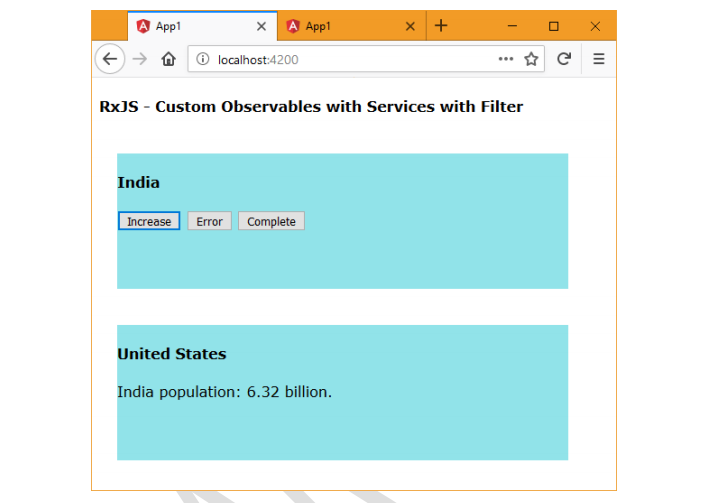 App1
App1
localhost:4200
RxJS - Custom Observables with Services with Filter
India
Increase Error Complete
United States
India population: 6.32 billion.